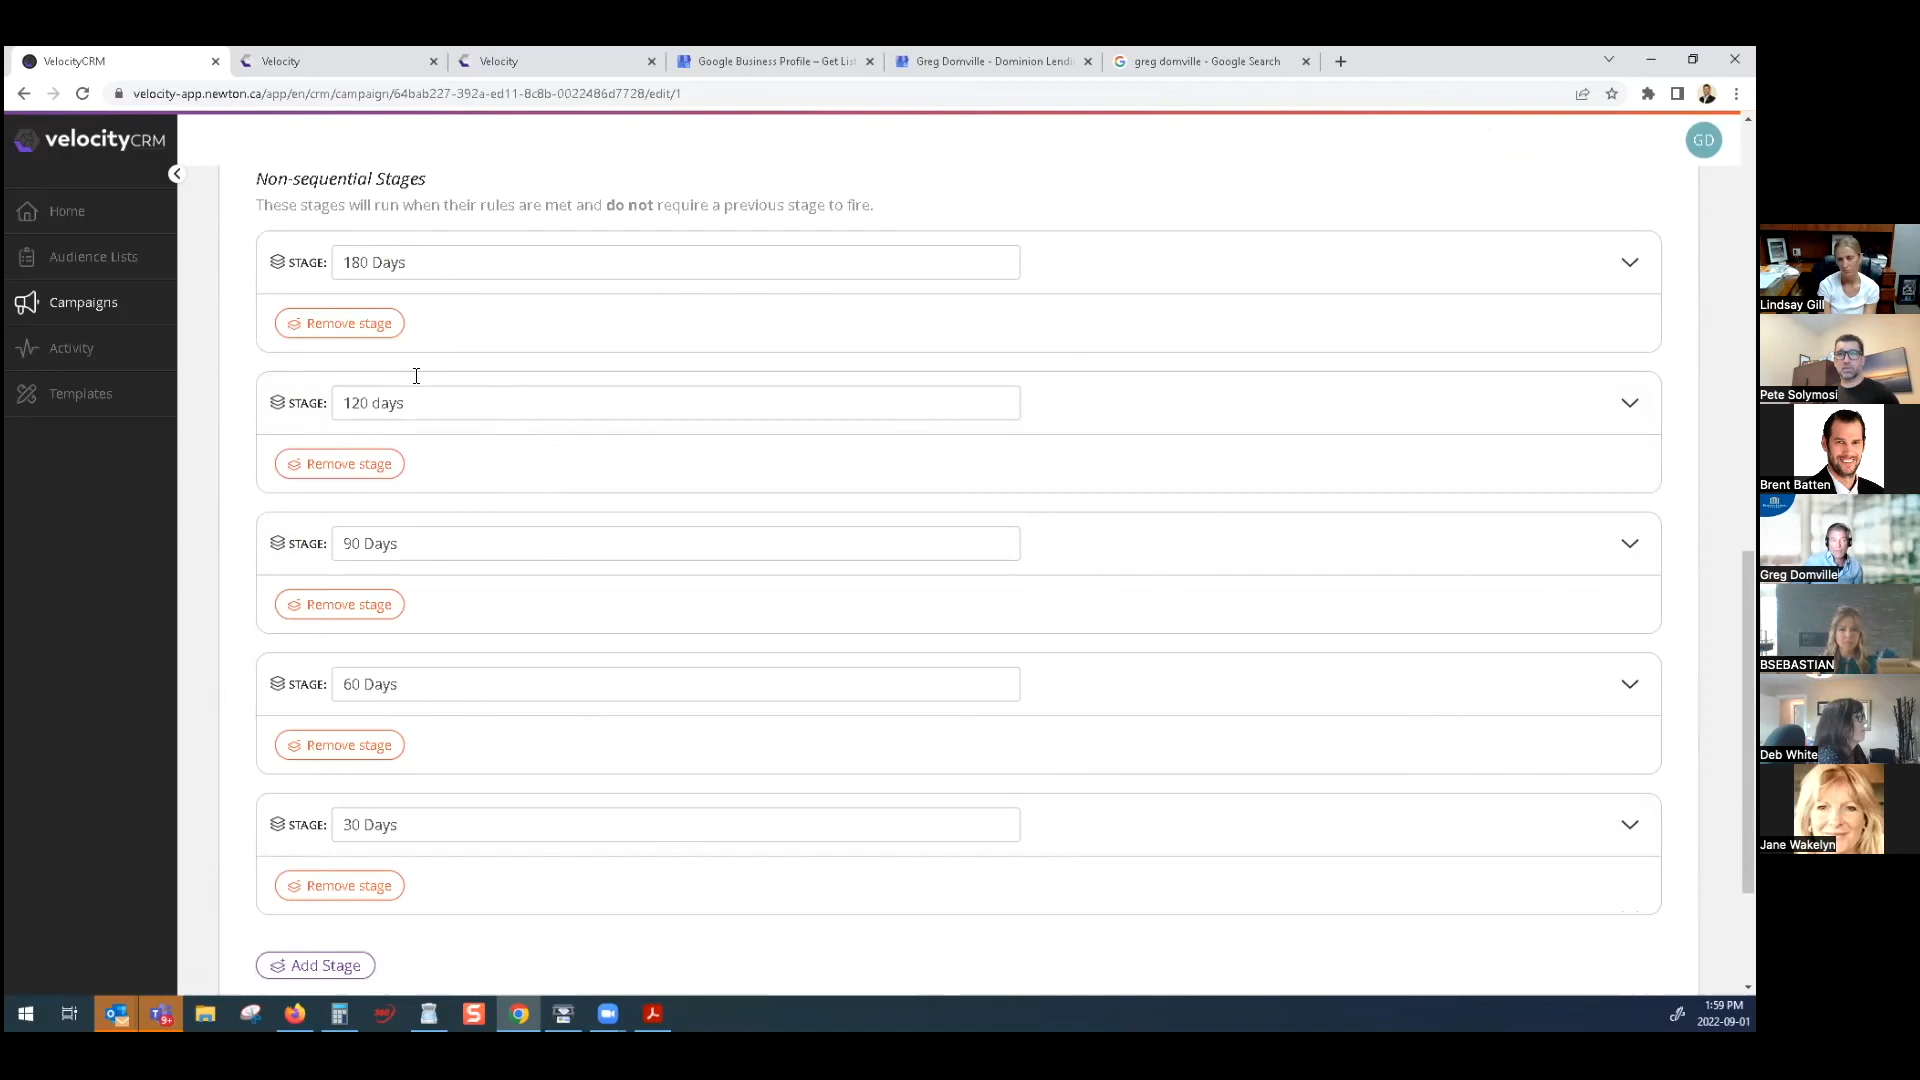 VelocityCRM
Velocity
Velocity
Google Business Profile – Get Lis
Greg Domville - Dominion Lendi
greg domville - Google Search
velocity-app.newton.ca/app/en/crm/campaign/64bab227-392a-ed11-8c8b-0022486d7728/edit/1
velocityCRM
GD
Home
Audience Lists
Campaigns
Activity
Templates
Non-sequential Stages
These stages will run when their rules are met and do not require a previous stage to fire.
STAGE: 180 Days
Remove stage
STAGE: 120 days
Remove stage
STAGE: 90 Days
Remove stage
STAGE: 60 Days
Remove stage
STAGE: 30 Days
Remove stage
Add Stage
Lindsay Gill
Pete Solymosi
Brent Batten
Greg Domville
BSEBASTIAN
Deb White
Jane Wakelyn
9+
360
S
1:59 PM
2022-09-01